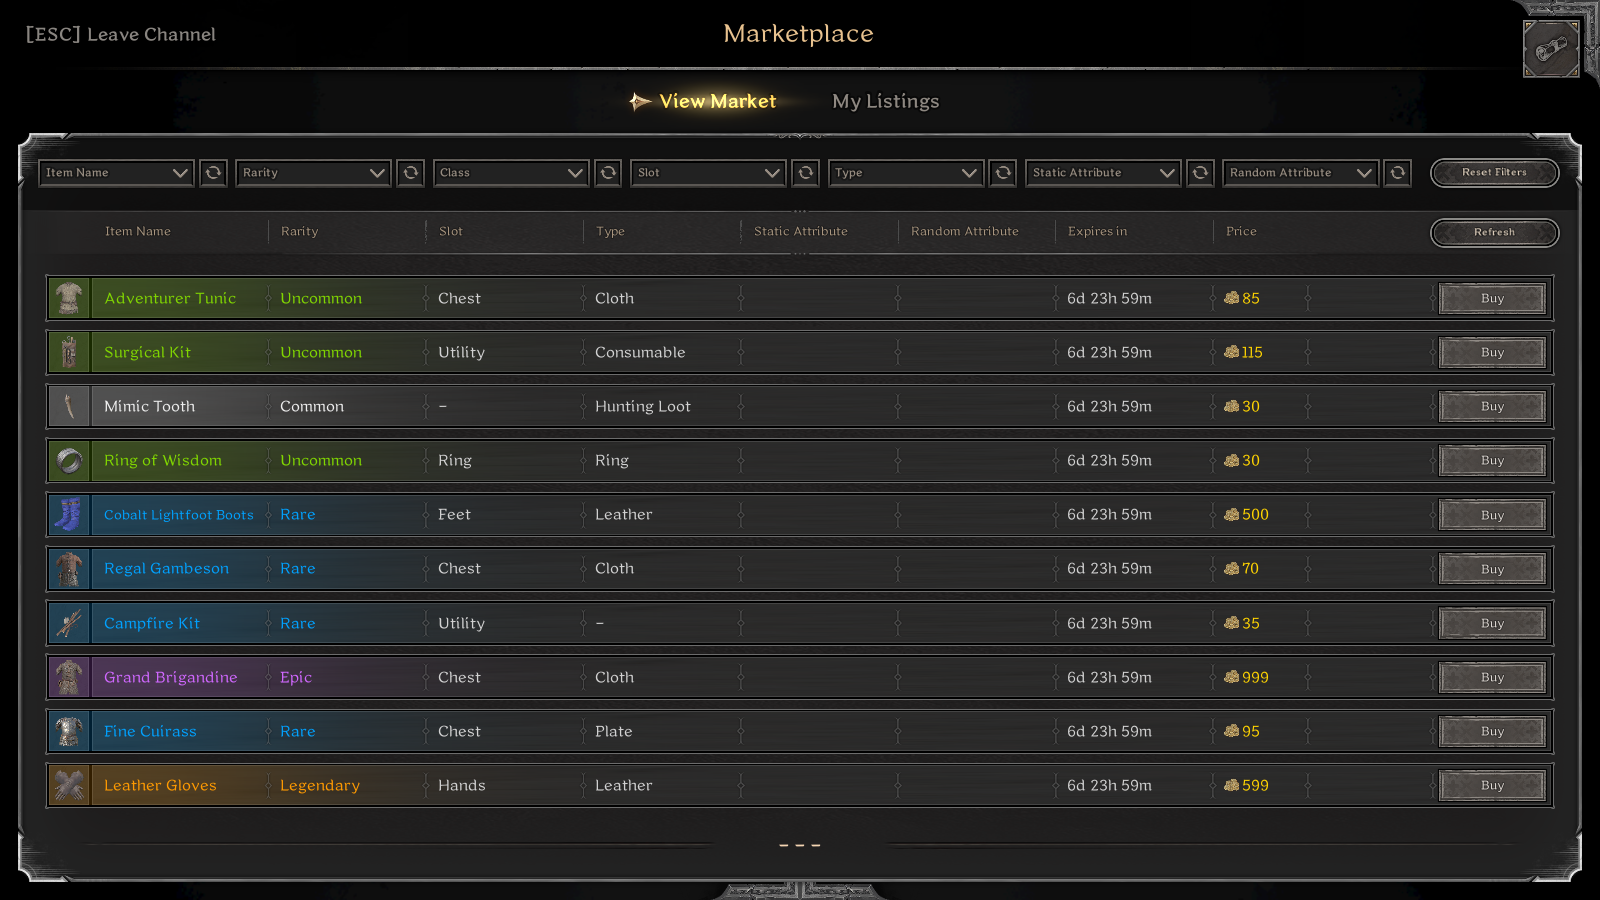 [ESC] Leave Channel
Marketplace
View Market
My Listings
Item Name
Rarity
Class
Slot
Type
Static Attribute
Random Attribute
Reset Filters
Item Name Rarity Slot Type Static Attribute Random Attribute Expires in Price
Refresh
Adventurer Tunic Uncommon Chest Cloth 6d 23h 59m 85 Buy
Surgical Kit Uncommon Utility Consumable 6d 23h 59m 115 Buy
Mimic Tooth Common - Hunting Loot 6d 23h 59m 30 Buy
Ring of Wisdom Uncommon Ring Ring 6d 23h 59m 30 Buy
Cobalt Lightfoot Boots Rare Feet Leather 6d 23h 59m 500 Buy
Regal Gambeson Rare Chest Cloth 6d 23h 59m 70 Buy
Campfire Kit Rare Utility - 6d 23h 59m 35 Buy
Grand Brigandine Epic Chest Cloth 6d 23h 59m 999 Buy
Fine Cuirass Rare Chest Plate 6d 23h 59m 95 Buy
Leather Gloves Legendary Hands Leather 6d 23h 59m 599 Buy
- - -